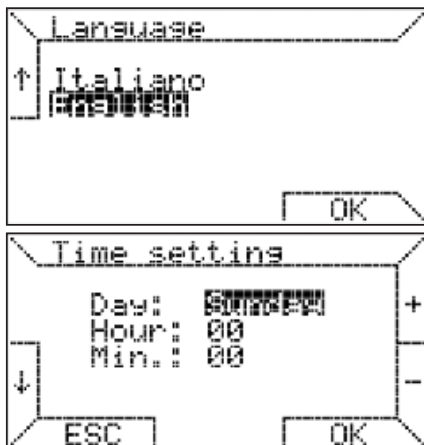 Language
↑ Italiano
English
OK
Time setting
Day: Sunday +
Hour: 00
Min.: 00
↓ -
ESC OK